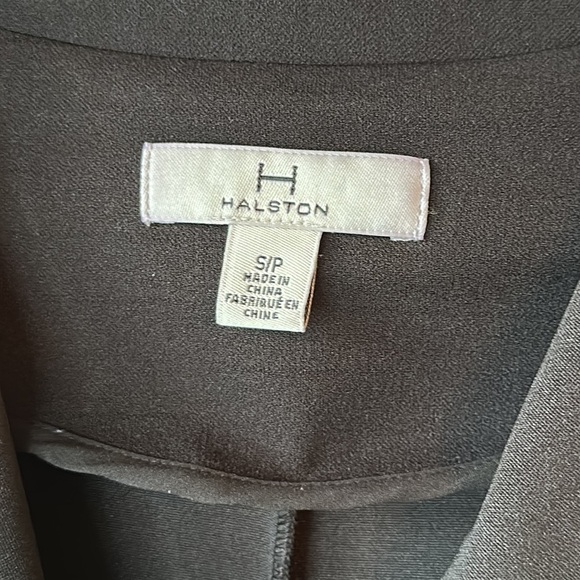 H
HALSTON
S/P
MADE IN
CHINA
FABRIQUÉ EN
CHINE